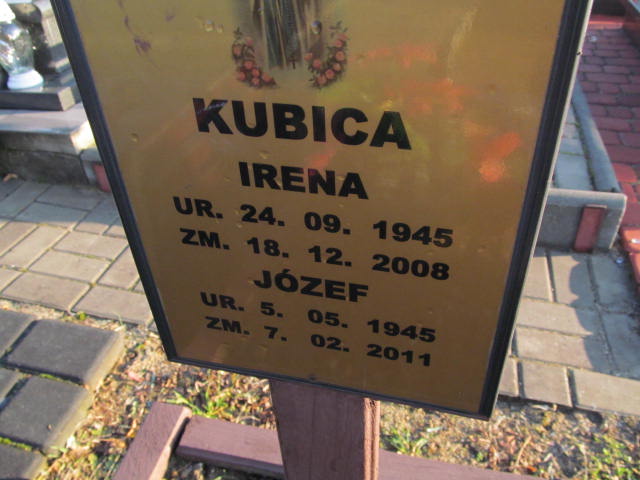 KUBICA
IRENA
UR. 24. 09. 1945
ZM. 18. 12. 2008
JÓZEF
UR. 5. 05. 1945
ZM. 7. 02. 2011